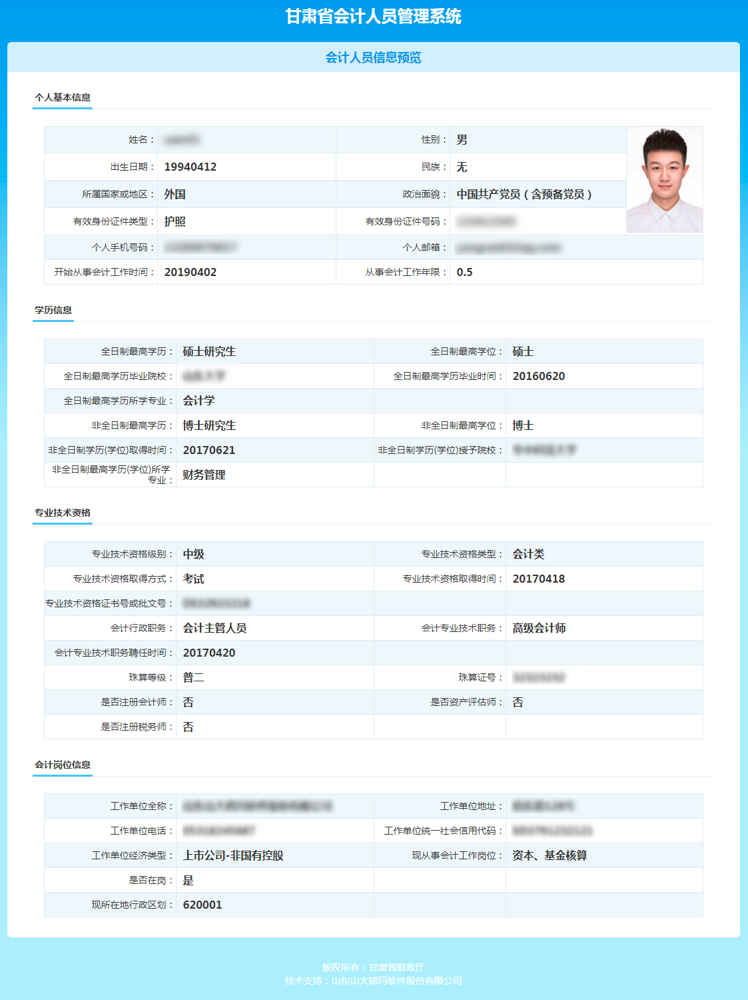 甘肃省会计人员管理系统
会计人员信息预览
个人基本信息
姓名： 性别： 男
出生日期： 19940412 民族： 无
所属国家或地区： 外国 政治面貌： 中国共产党员（含预备党员）
有效身份证件类型： 护照 有效身份证件号码：
个人手机号码： 个人邮箱：
开始从事会计工作时间： 20190402 从事会计工作年限： 0.5
学历信息
全日制最高学历： 硕士研究生 全日制最高学位： 硕士
全日制最高学历毕业院校： 全日制最高学历毕业时间： 20160620
全日制最高学历所学专业： 会计学
非全日制最高学历： 博士研究生 非全日制最高学位： 博士
非全日制学历(学位)取得时间： 20170621 非全日制学历(学位)授予院校：
非全日制最高学历(学位)所学
专业： 财务管理
专业技术资格
专业技术资格级别： 中级 专业技术资格类型： 会计类
专业技术资格取得方式： 考试 专业技术资格取得时间： 20170418
专业技术资格证书号或批文号：
会计行政职务： 会计主管人员 会计专业技术职务： 高级会计师
会计专业技术职务聘任时间： 20170420
珠算等级： 普二 珠算证号：
是否注册会计师： 否 是否资产评估师： 否
是否注册税务师： 否
会计岗位信息
工作单位全称： 工作单位地址：
工作单位电话： 工作单位统一社会信用代码：
工作单位经济类型： 上市公司-非国有控股 现从事会计工作岗位： 资本、基金核算
是否在岗： 是
现所在地行政区划： 620001
版权所有：甘肃省财政厅
技术支持：山东山大鸥玛软件股份有限公司